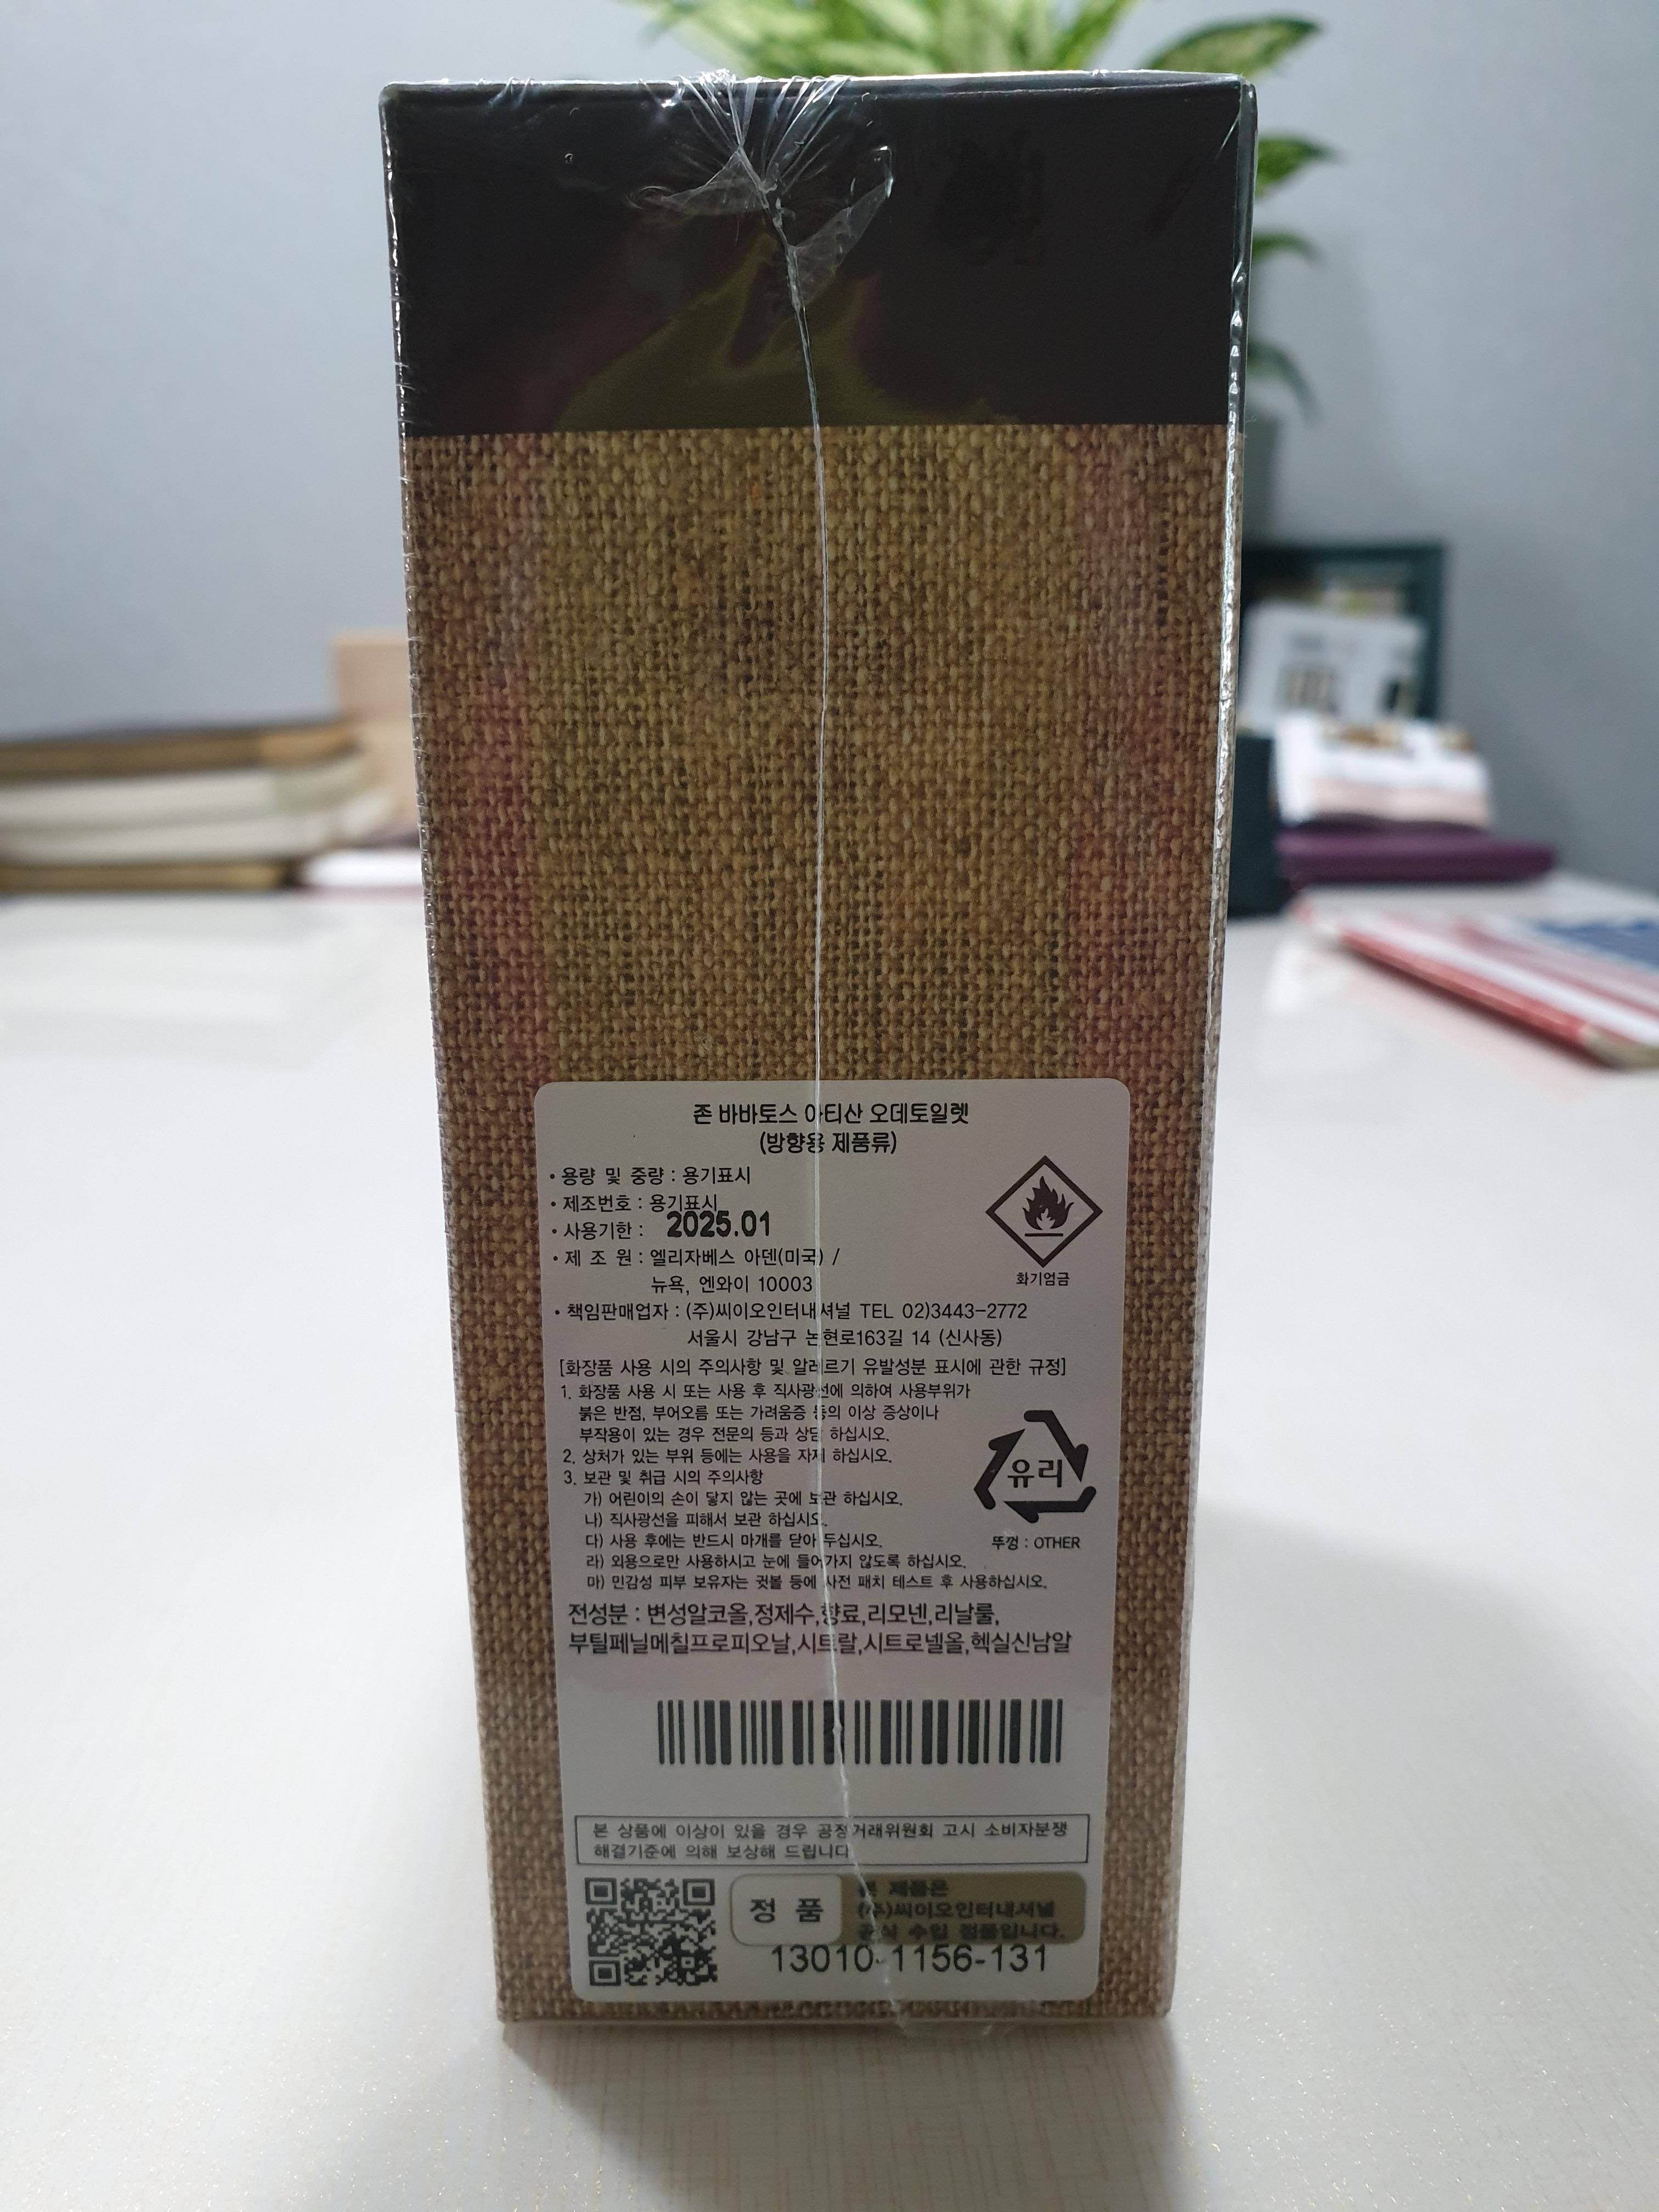 존 바바토스 아티산 오데토일렛
(방향용 제품류)
• 용량 및 중량 : 용기표시
• 제조번호 : 용기표시
• 사용기한 : 2025.01
• 제 조 원 : 엘리자베스 아덴(미국) /
뉴욕, 엔와이 10003
화기엄금
• 책임판매업자 : (주)씨이오인터내셔널 TEL 02)3443-2772
서울시 강남구 논현로163길 14 (신사동)
[화장품 사용 시의 주의사항 및 알레르기 유발성분 표시에 관한 규정]
1. 화장품 사용 시 또는 사용 후 직사광선에 의하여 사용부위가
붉은 반점, 부어오름 또는 가려움증 등의 이상 증상이나
부작용이 있는 경우 전문의 등과 상담 하십시오.
2. 상처가 있는 부위 등에는 사용을 자제 하십시오.
3. 보관 및 취급 시의 주의사항
가) 어린이의 손이 닿지 않는 곳에 보관 하십시오.
나) 직사광선을 피해서 보관 하십시오.
다) 사용 후에는 반드시 마개를 닫아 두십시오.
라) 외용으로만 사용하시고 눈에 들어가지 않도록 하십시오.
마) 민감성 피부 보유자는 귓볼 등에 사전 패치 테스트 후 사용하십시오.
유리
뚜껑 : OTHER
전성분 : 변성알코올,정제수,향료,리모넨,리날룰,
부틸페닐메칠프로피오날,시트랄,시트로넬올,헥실신남알
본 상품에 이상이 있을 경우 공정거래위원회 고시 소비자분쟁
해결기준에 의해 보상해 드립니다
정 품
본 제품은
(주)씨이오인터내셔널
공식 수입 정품입니다.
13010-1156-131